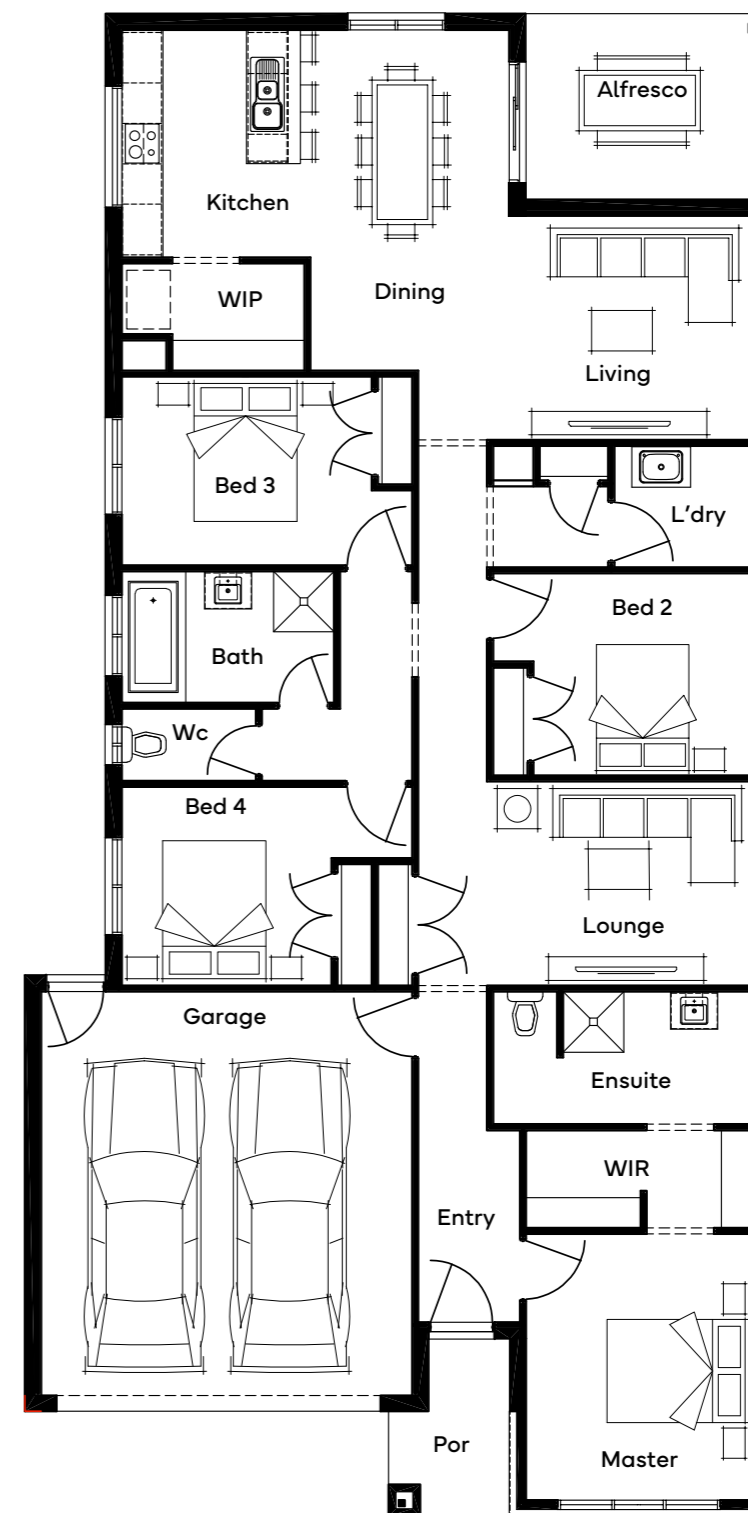 Alfresco
Kitchen
WIP
Dining
Living
Bed 3
L'dry
Bed 2
Bath
Wc
Bed 4
Lounge
Garage
Ensuite
WIR
Entry
Por
Master